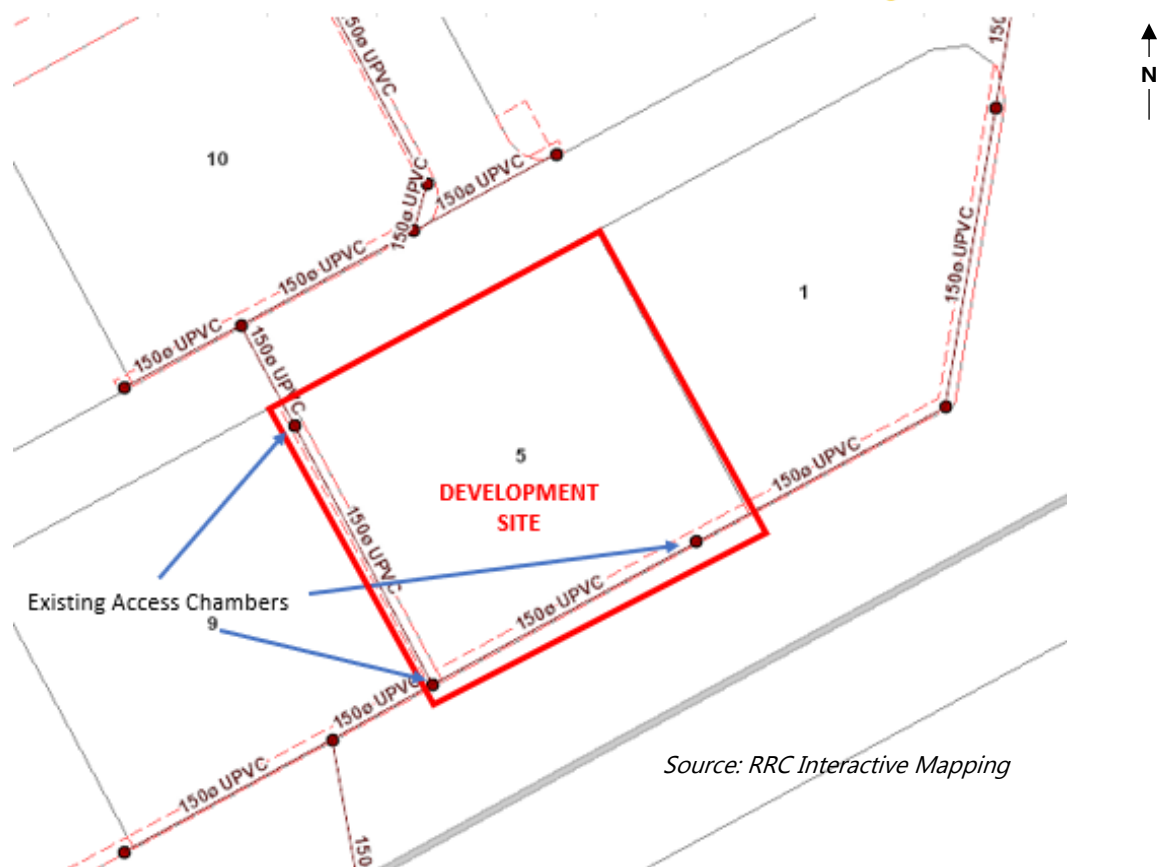 150ø UPVC
150
N
10
150ø UPVC
150ø UPVC
150ø UPVC
150ø UPVC
150ø UPVC
1
150ø UPVC
150ø UPVC
5
DEVELOPMENT
SITE
150ø UPVC
150ø UPVC
Existing Access Chambers
9
150ø UPVC
150ø UPVC
150ø UPVC
150
Source: RRC Interactive Mapping